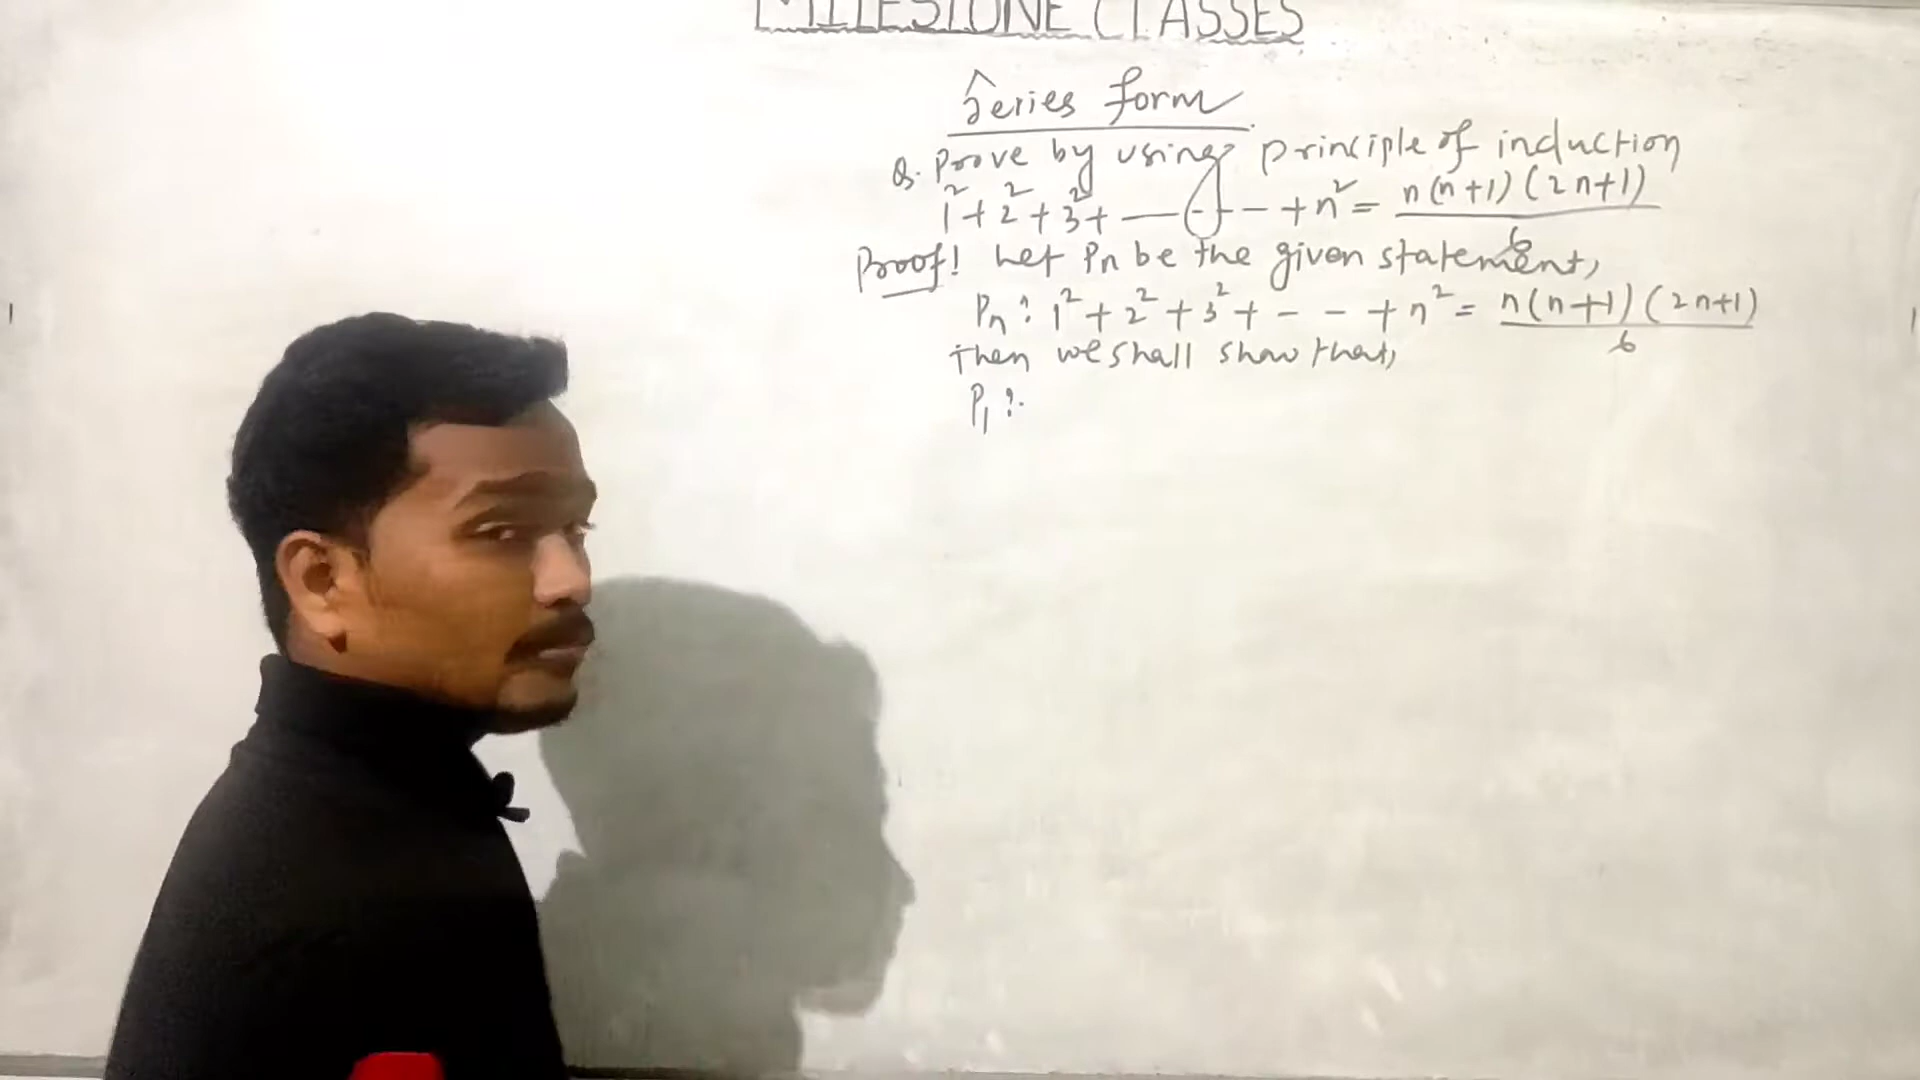 MILESTONE CLASSES
Series form
Q. Prove by using principle of induction
1² + 2² + 3² + — - - - + n² = n(n+1)(2n+1)/6
Proof! Let Pn be the given statement,
Pn : 1² + 2² + 3² + - - + n² = n(n+1)(2n+1)/6
then we shall show that,
P₁ :